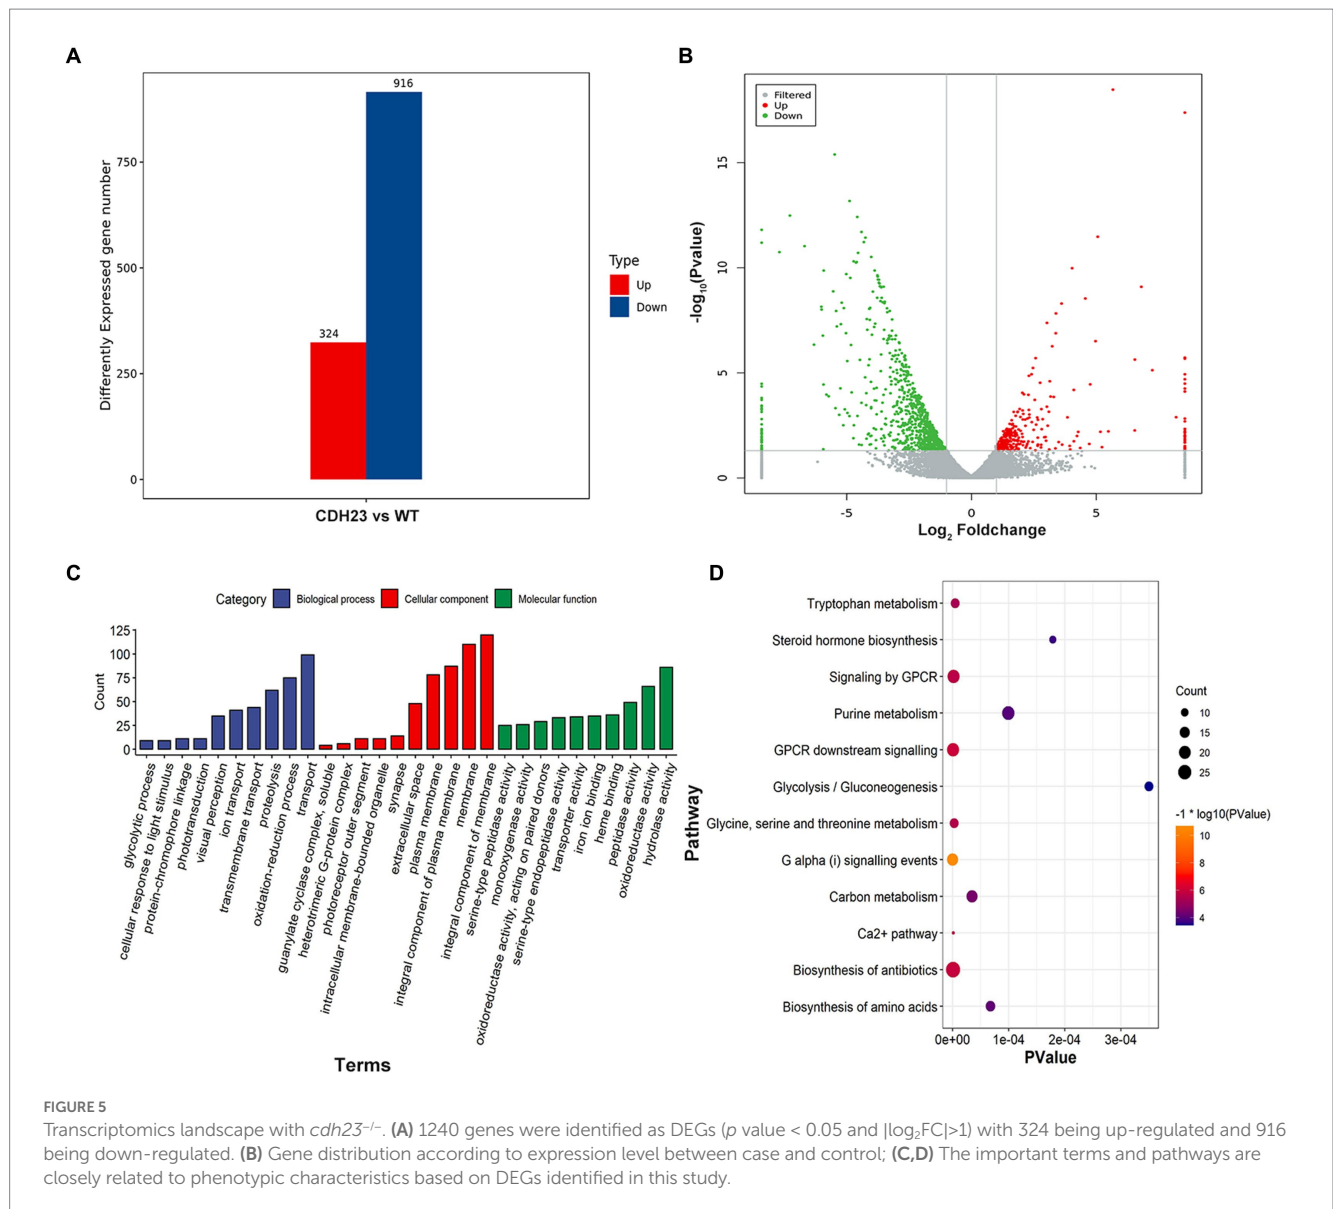 A
916
324
750
500
250
0
Differently Expressed gene number
CDH23 vs WT
Type
Up
Down
B
Filtered
Up
Down
15
10
5
0
-log10(Pvalue)
-5 0 5
Log2 Foldchange
C
Category Biological process Cellular component Molecular function
125
100
75
50
25
0
Count
glycolytic process
cellular response to light stimulus
protein-chromophore linkage
phototransduction
visual perception
ion transport
transmembrane transport
proteolysis
oxidation-reduction process
transport
guanylate cyclase complex, soluble
heterotrimeric G-protein complex
photoreceptor outer segment
intracellular membrane-bounded organelle
synapse
extracellular space
plasma membrane
integral component of plasma membrane
membrane
integral component of membrane
serine-type peptidase activity
monooxygenase activity
oxidoreductase activity, acting on paired donors
serine-type endopeptidase activity
transporter activity
iron ion binding
heme binding
peptidase activity
oxidoreductase activity
hydrolase activity
Terms
D
Tryptophan metabolism
Steroid hormone biosynthesis
Signaling by GPCR
Purine metabolism
GPCR downstream signalling
Glycolysis / Gluconeogenesis
Glycine, serine and threonine metabolism
G alpha (i) signalling events
Carbon metabolism
Ca2+ pathway
Biosynthesis of antibiotics
Biosynthesis of amino acids
Pathway
0e+00 1e-04 2e-04 3e-04
PValue
Count
10
15
20
25
-1 * log10(PValue)
10
8
6
4
FIGURE 5
Transcriptomics landscape with cdh23−/−. (A) 1240 genes were identified as DEGs (p value < 0.05 and |log2FC|>1) with 324 being up-regulated and 916
being down-regulated. (B) Gene distribution according to expression level between case and control; (C,D) The important terms and pathways are
closely related to phenotypic characteristics based on DEGs identified in this study.